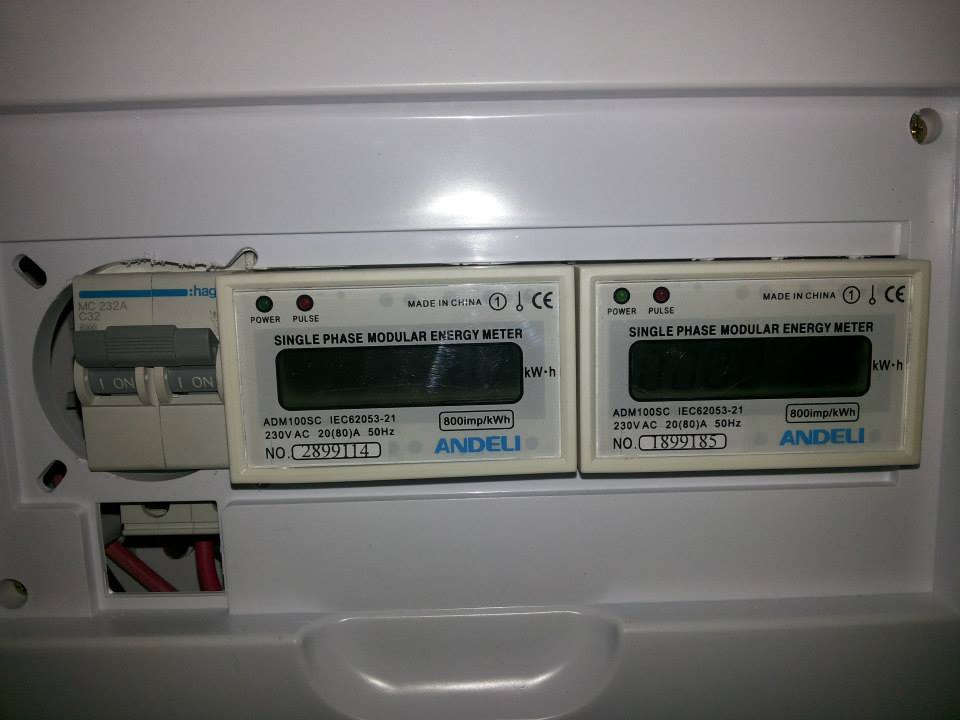 :hag
MC 232A
C32
I ON
I ON
POWER PULSE
MADE IN CHINA 1 CE
SINGLE PHASE MODULAR ENERGY METER
kW·h
ADM100SC IEC62053-21
230V AC 20(80)A 50Hz
800imp/kWh
NO. 2899114
ANDELI
POWER PULSE
MADE IN CHINA 1 CE
SINGLE PHASE MODULAR ENERGY METER
kW·h
ADM100SC IEC62053-21
230V AC 20(80)A 50Hz
800imp/kWh
NO. 1899185
ANDELI